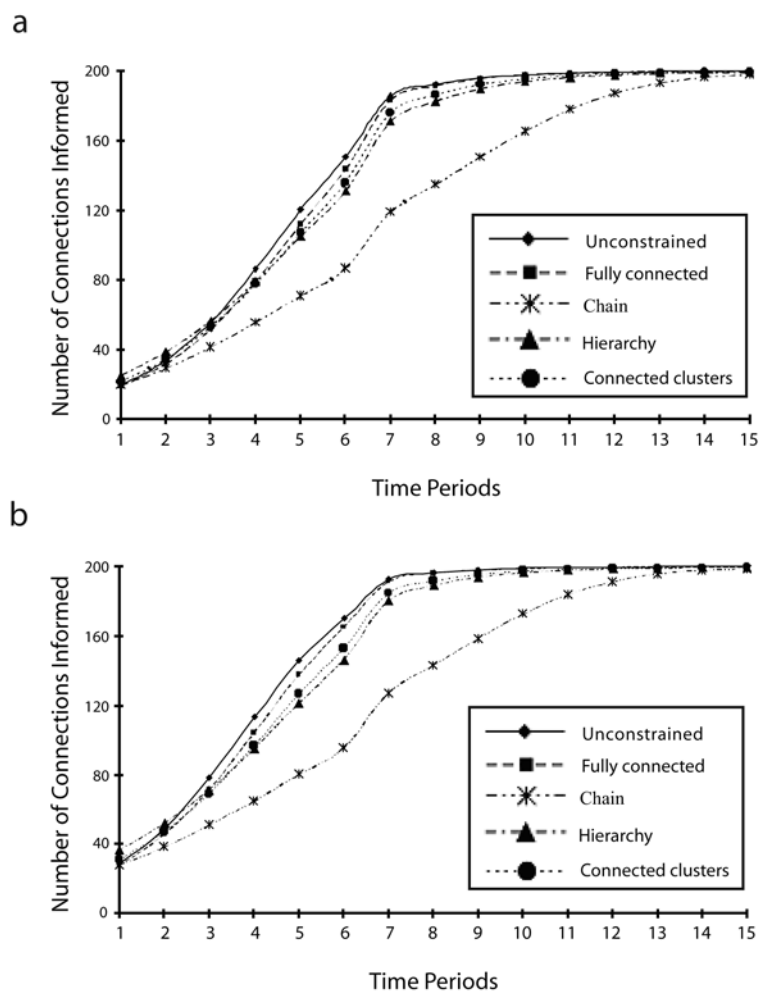 a
Number of Connections Informed
200
160
120
80
40
0
1 2 3 4 5 6 7 8 9 10 11 12 13 14 15
Time Periods
Unconstrained
Fully connected
Chain
Hierarchy
Connected clusters
b
Number of Connections Informed
200
160
120
80
40
0
1 2 3 4 5 6 7 8 9 10 11 12 13 14 15
Time Periods
Unconstrained
Fully connected
Chain
Hierarchy
Connected clusters